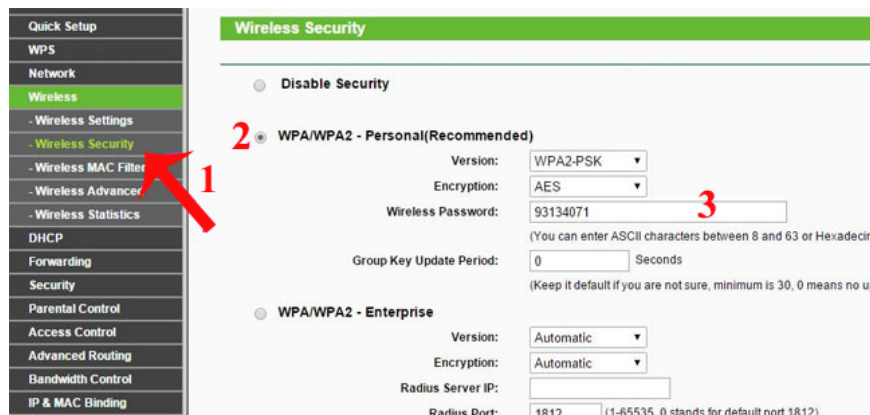 Quick Setup
WPS
Network
Wireless
- Wireless Settings
- Wireless Security
- Wireless MAC Filter
- Wireless Advanced
- Wireless Statistics
DHCP
Forwarding
Security
Parental Control
Access Control
Advanced Routing
Bandwidth Control
IP & MAC Binding
1
Wireless Security
Disable Security
2
WPA/WPA2 - Personal(Recommended)
Version: WPA2-PSK
Encryption: AES
Wireless Password: 93134071
3
(You can enter ASCII characters between 8 and 63 or
Group Key Update Period: 0 Seconds
(Keep it default if you are not sure, minimum is 30, 0 means no
WPA/WPA2 - Enterprise
Version: Automatic
Encryption: Automatic
Radius Server IP:
Radius Port: 1812 (1-65535, 0 stands for default port 1812)